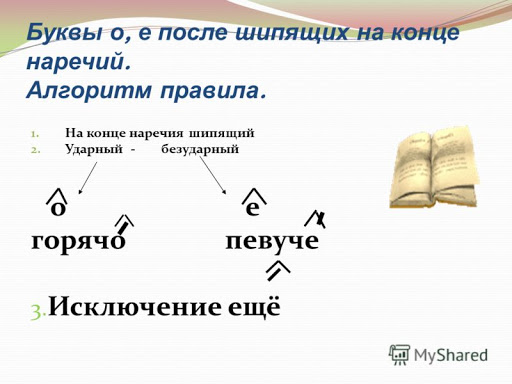 Буквы о, е после шипящих на конце
наречий.
Алгоритм правила.
1. На конце наречия шипящий
2. Ударный - безударный
о е
горячо певуче
3.Исключение ещё
MyShared